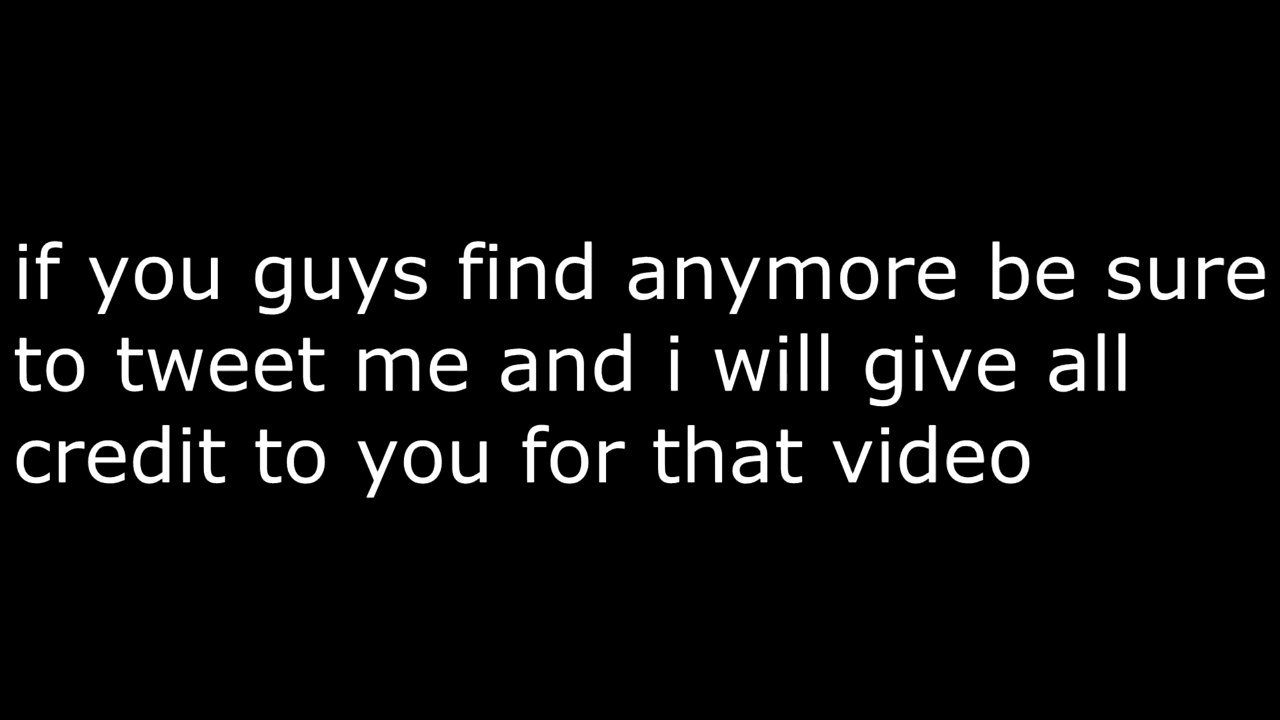 if you guys find anymore be sure
to tweet me and i will give all
credit to you for that video